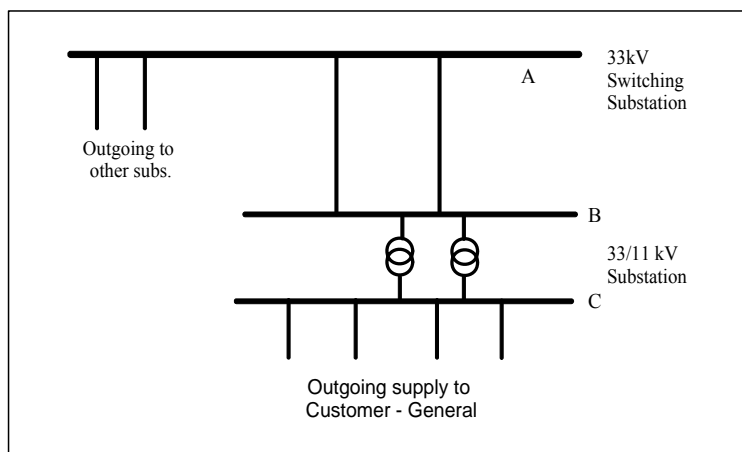 A
33kV
Switching
Substation
Outgoing to
other subs.
B
33/11 kV
Substation
C
Outgoing supply to
Customer - General